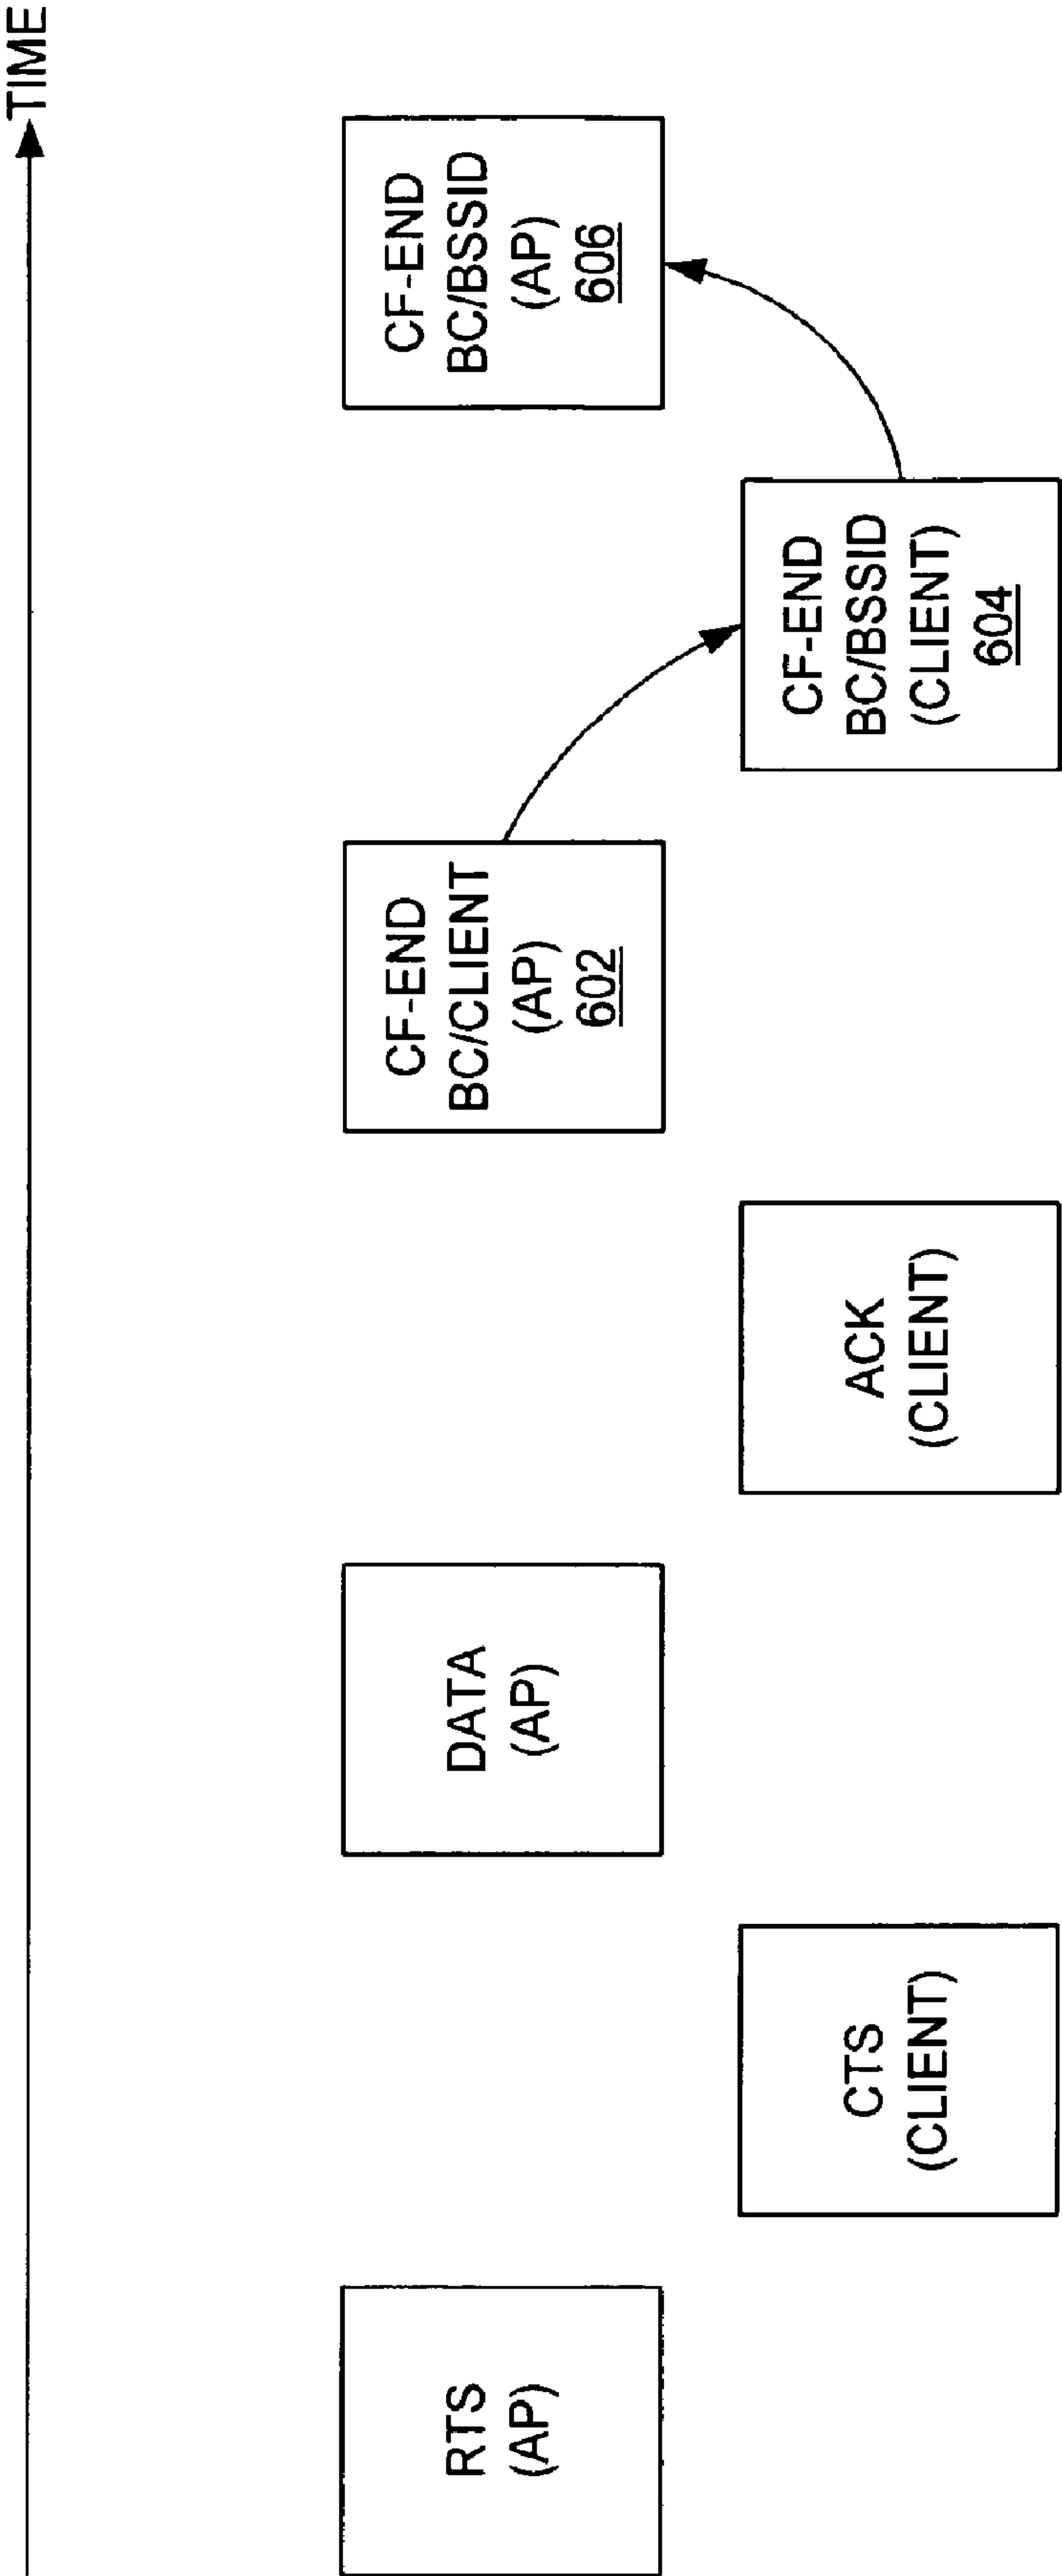 TIME
RTS
(AP)
CTS
(CLIENT)
DATA
(AP)
ACK
(CLIENT)
CF-END
BC/CLIENT
(AP)
602
CF-END
BC/BSSID
(CLIENT)
604
CF-END
BC/BSSID
(AP)
606